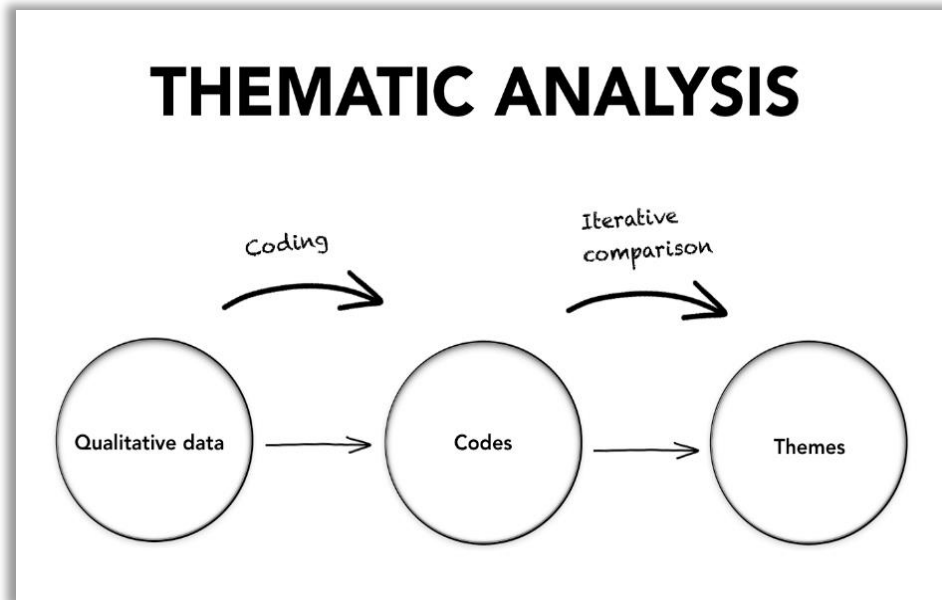 THEMATIC ANALYSIS
Coding
Iterative
comparison
Qualitative data
Codes
Themes